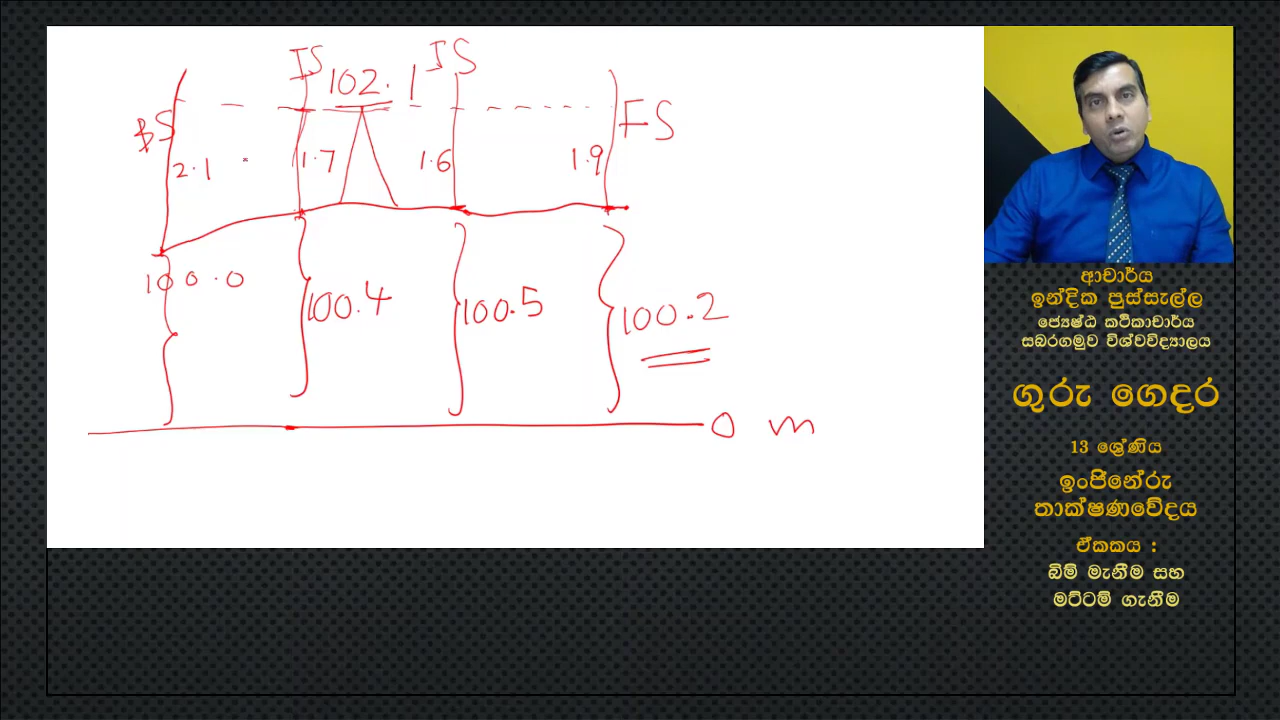 IS 102.1 IS
BS FS
2.1 1.7 1.6 1.9
100.0 100.4 100.5 100.2
0 m
ආචාර්ය
ඉන්දික පුස්සැල්ල
ජ්‍යෙෂ්ඨ කථිකාචාර්ය
සබරගමුව විශ්වවිද්‍යාලය
ගුරු ගෙදර
13 ශ්‍රේණිය
ඉංජිනේරු
තාක්ෂණවේදය
ඒකකය :
බිම් මැනීම සහ
මට්ටම් ගැනීම